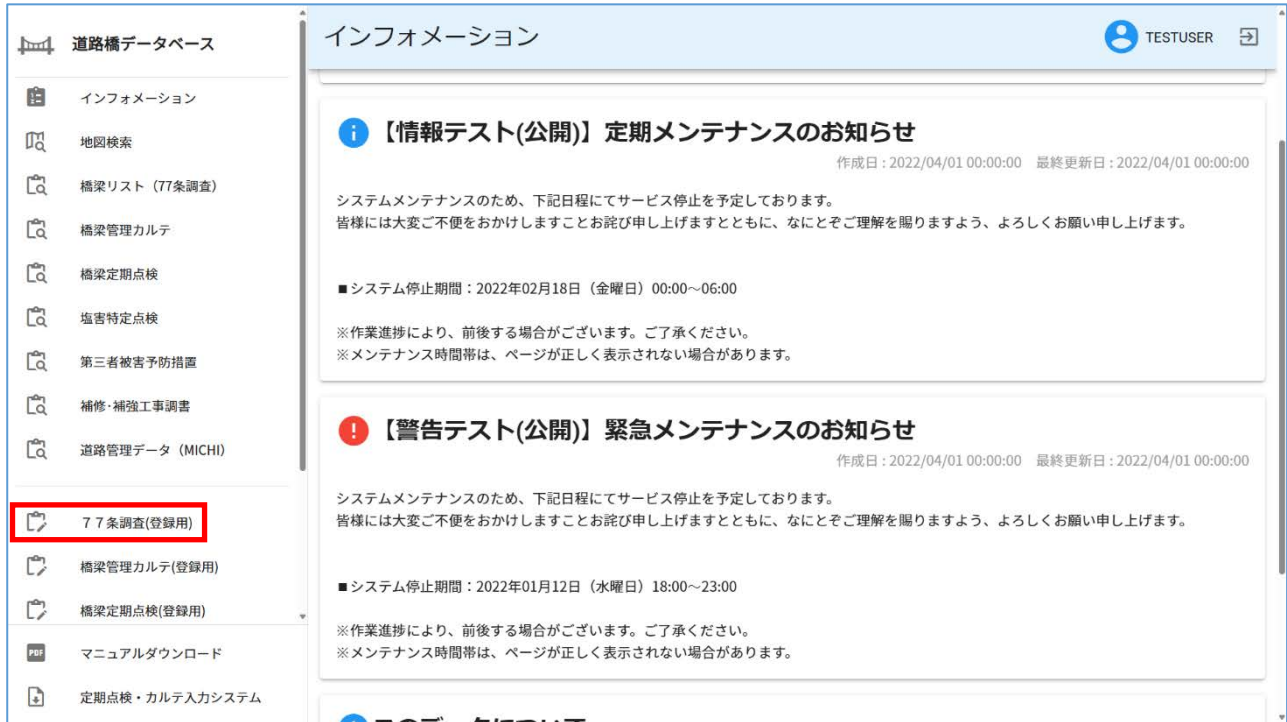 道路橋データベース
インフォメーション
地図検索
橋梁リスト（77条調査）
橋梁管理カルテ
橋梁定期点検
塩害特定点検
第三者被害予防措置
補修･補強工事調書
道路管理データ（MICHI）
７７条調査(登録用)
橋梁管理カルテ(登録用)
橋梁定期点検(登録用)
PDF マニュアルダウンロード
定期点検・カルテ入力システム
インフォメーション
TESTUSER
【情報テスト(公開)】定期メンテナンスのお知らせ
作成日 : 2022/04/01 00:00:00 最終更新日 : 2022/04/01 00:00:00
システムメンテナンスのため、下記日程にてサービス停止を予定しております。
皆様には大変ご不便をおかけしますことお詫び申し上げますとともに、なにとぞご理解を賜りますよう、よろしくお願い申し上げます。
■システム停止期間：2022年02月18日（金曜日）00:00～06:00
※作業進捗により、前後する場合がございます。ご了承ください。
※メンテナンス時間帯は、ページが正しく表示されない場合があります。
【警告テスト(公開)】緊急メンテナンスのお知らせ
作成日 : 2022/04/01 00:00:00 最終更新日 : 2022/04/01 00:00:00
システムメンテナンスのため、下記日程にてサービス停止を予定しております。
皆様には大変ご不便をおかけしますことお詫び申し上げますとともに、なにとぞご理解を賜りますよう、よろしくお願い申し上げます。
■システム停止期間：2022年01月12日（水曜日）18:00～23:00
※作業進捗により、前後する場合がございます。ご了承ください。
※メンテナンス時間帯は、ページが正しく表示されない場合があります。